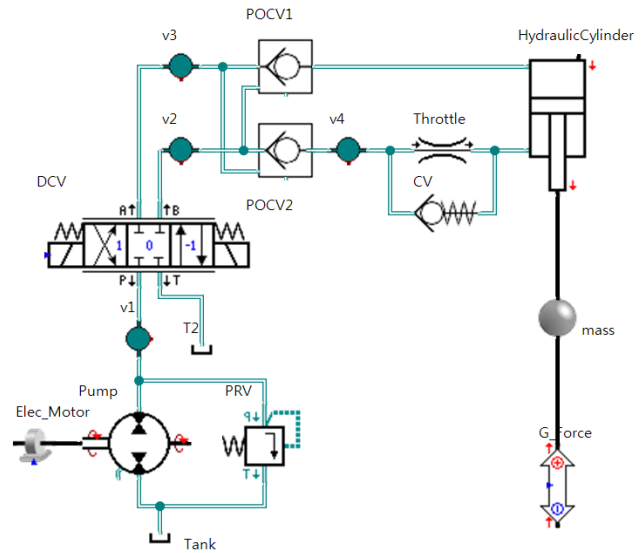 POCV1
v3
HydraulicCylinder
v2
v4
Throttle
DCV
CV
POCV2
A B
1 0 -1
P T
v1
T2
Pump
PRV
mass
Elec_Motor
P
G_Force
T
Tank